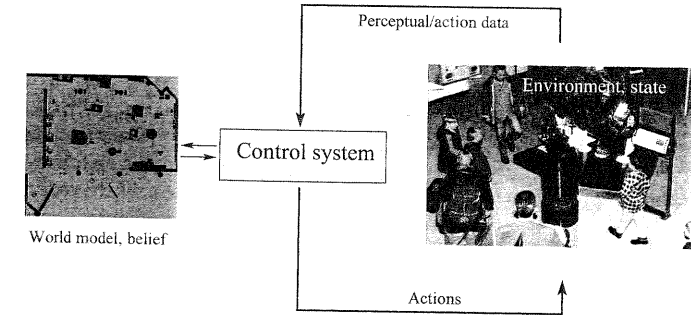 Perceptual/action data
Environment, state
Control system
World model, belief
Actions